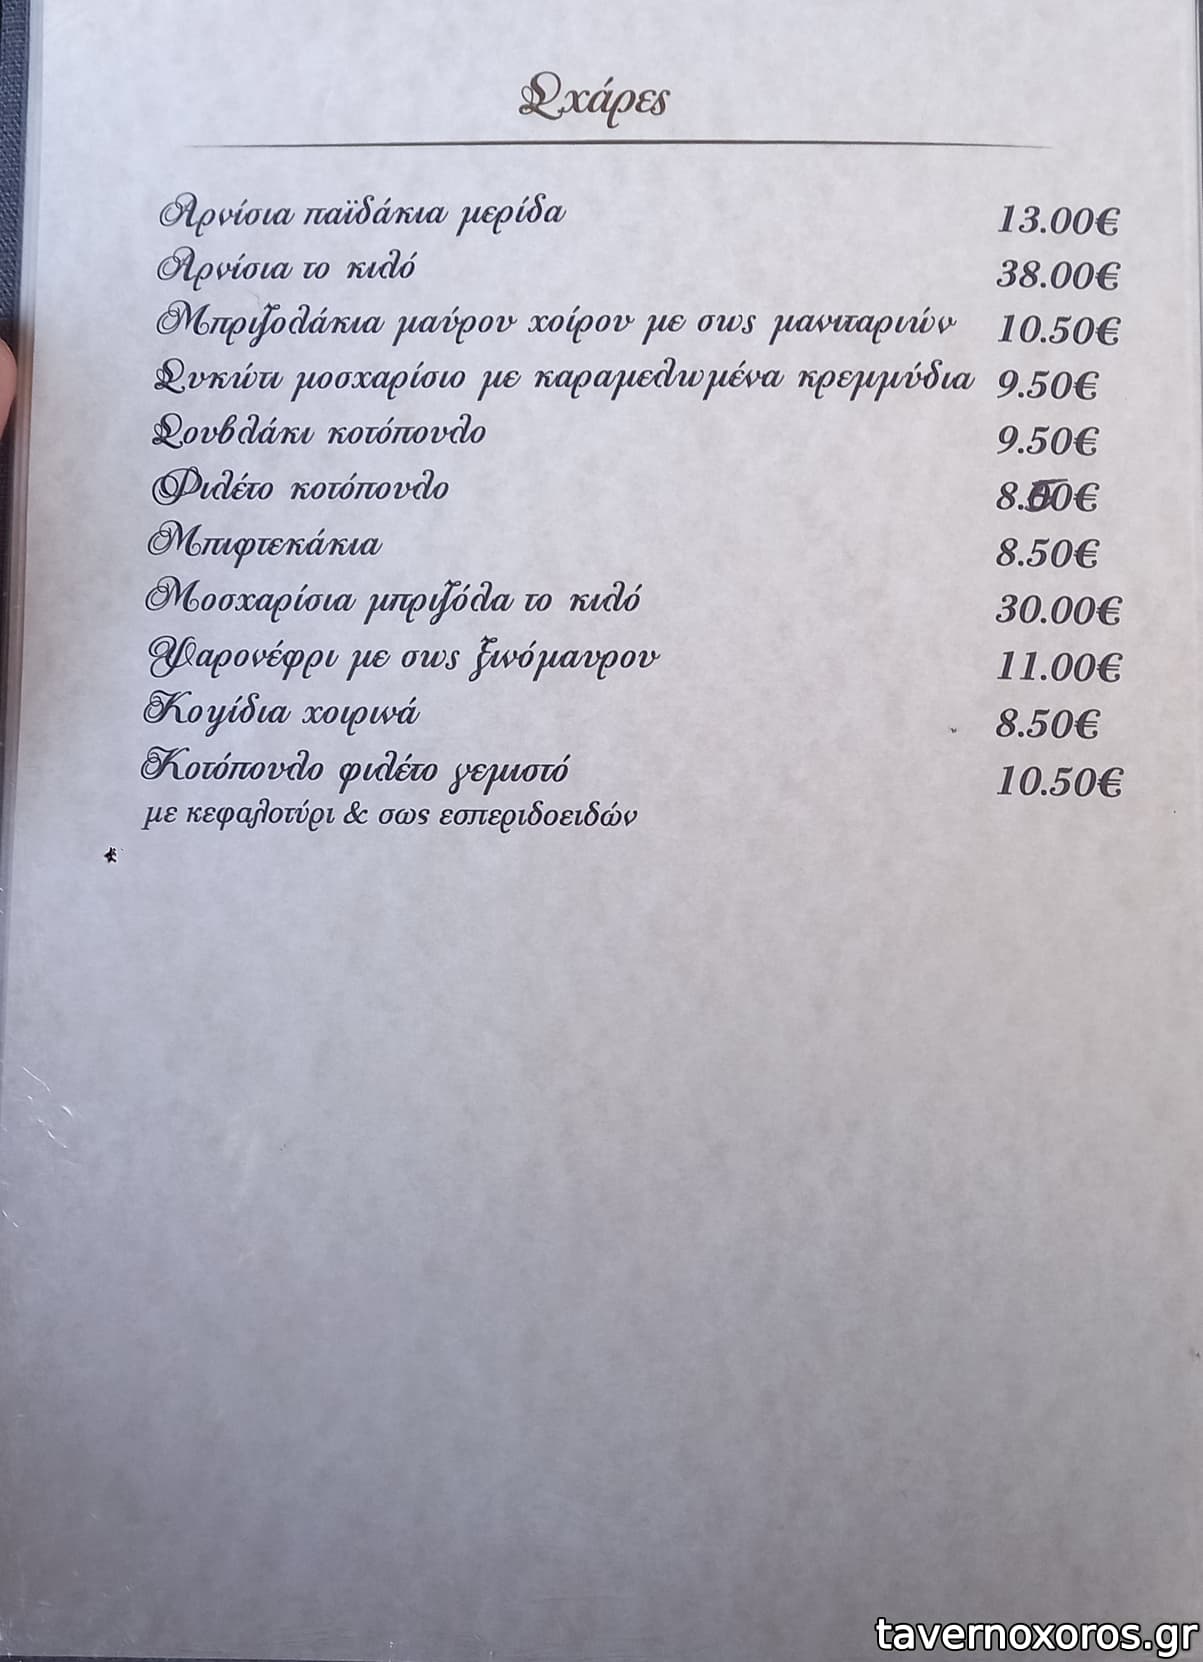 Σχάρες
Αρνίσια παϊδάκια μερίδα 13.00€
Αρνίσια το κιλό 38.00€
Μπριζολάκια μαύρου χοίρου με σως μανιταριών 10.50€
Συκώτι μοσχαρίσιο με καραμελωμένα κρεμμύδια 9.50€
Σουβλάκι κοτόπουλο 9.50€
Φιλέτο κοτόπουλο 8.50€
Μπιφτεκάκια 8.50€
Μοσχαρίσια μπριζόλα το κιλό 30.00€
Ψαρονέφρι με σως ξινόμαυρου 11.00€
Κοψίδια χοιρινά 8.50€
Κοτόπουλο φιλέτο γεμιστό 10.50€
με κεφαλοτύρι & σως εσπεριδοειδών
tavernoxoros.gr